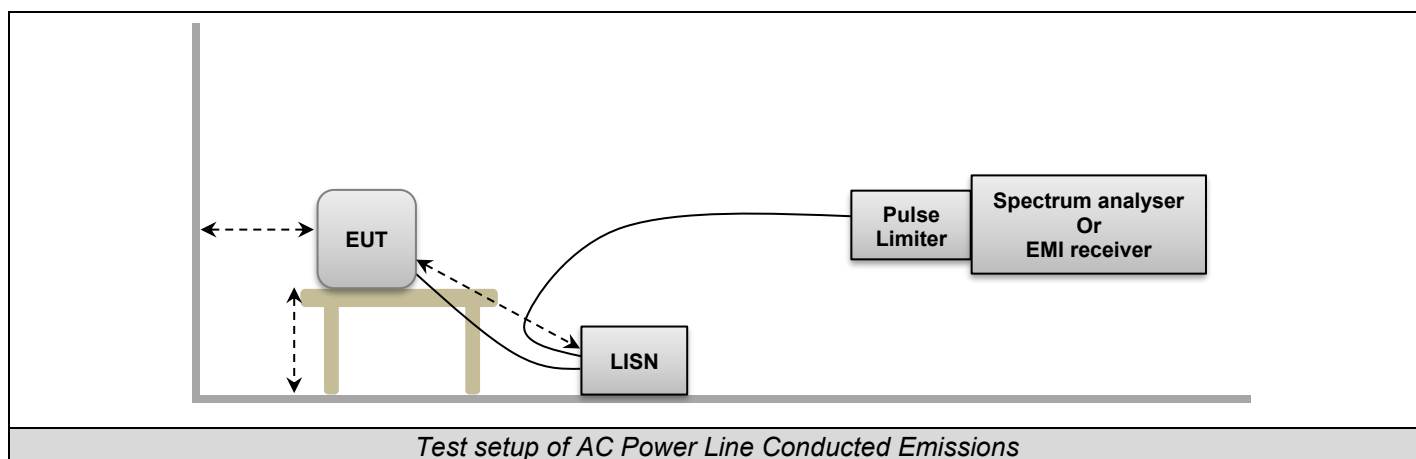 EUT
Pulse
Limiter
Spectrum analyser
Or
EMI receiver
LISN
Test setup of AC Power Line Conducted Emissions